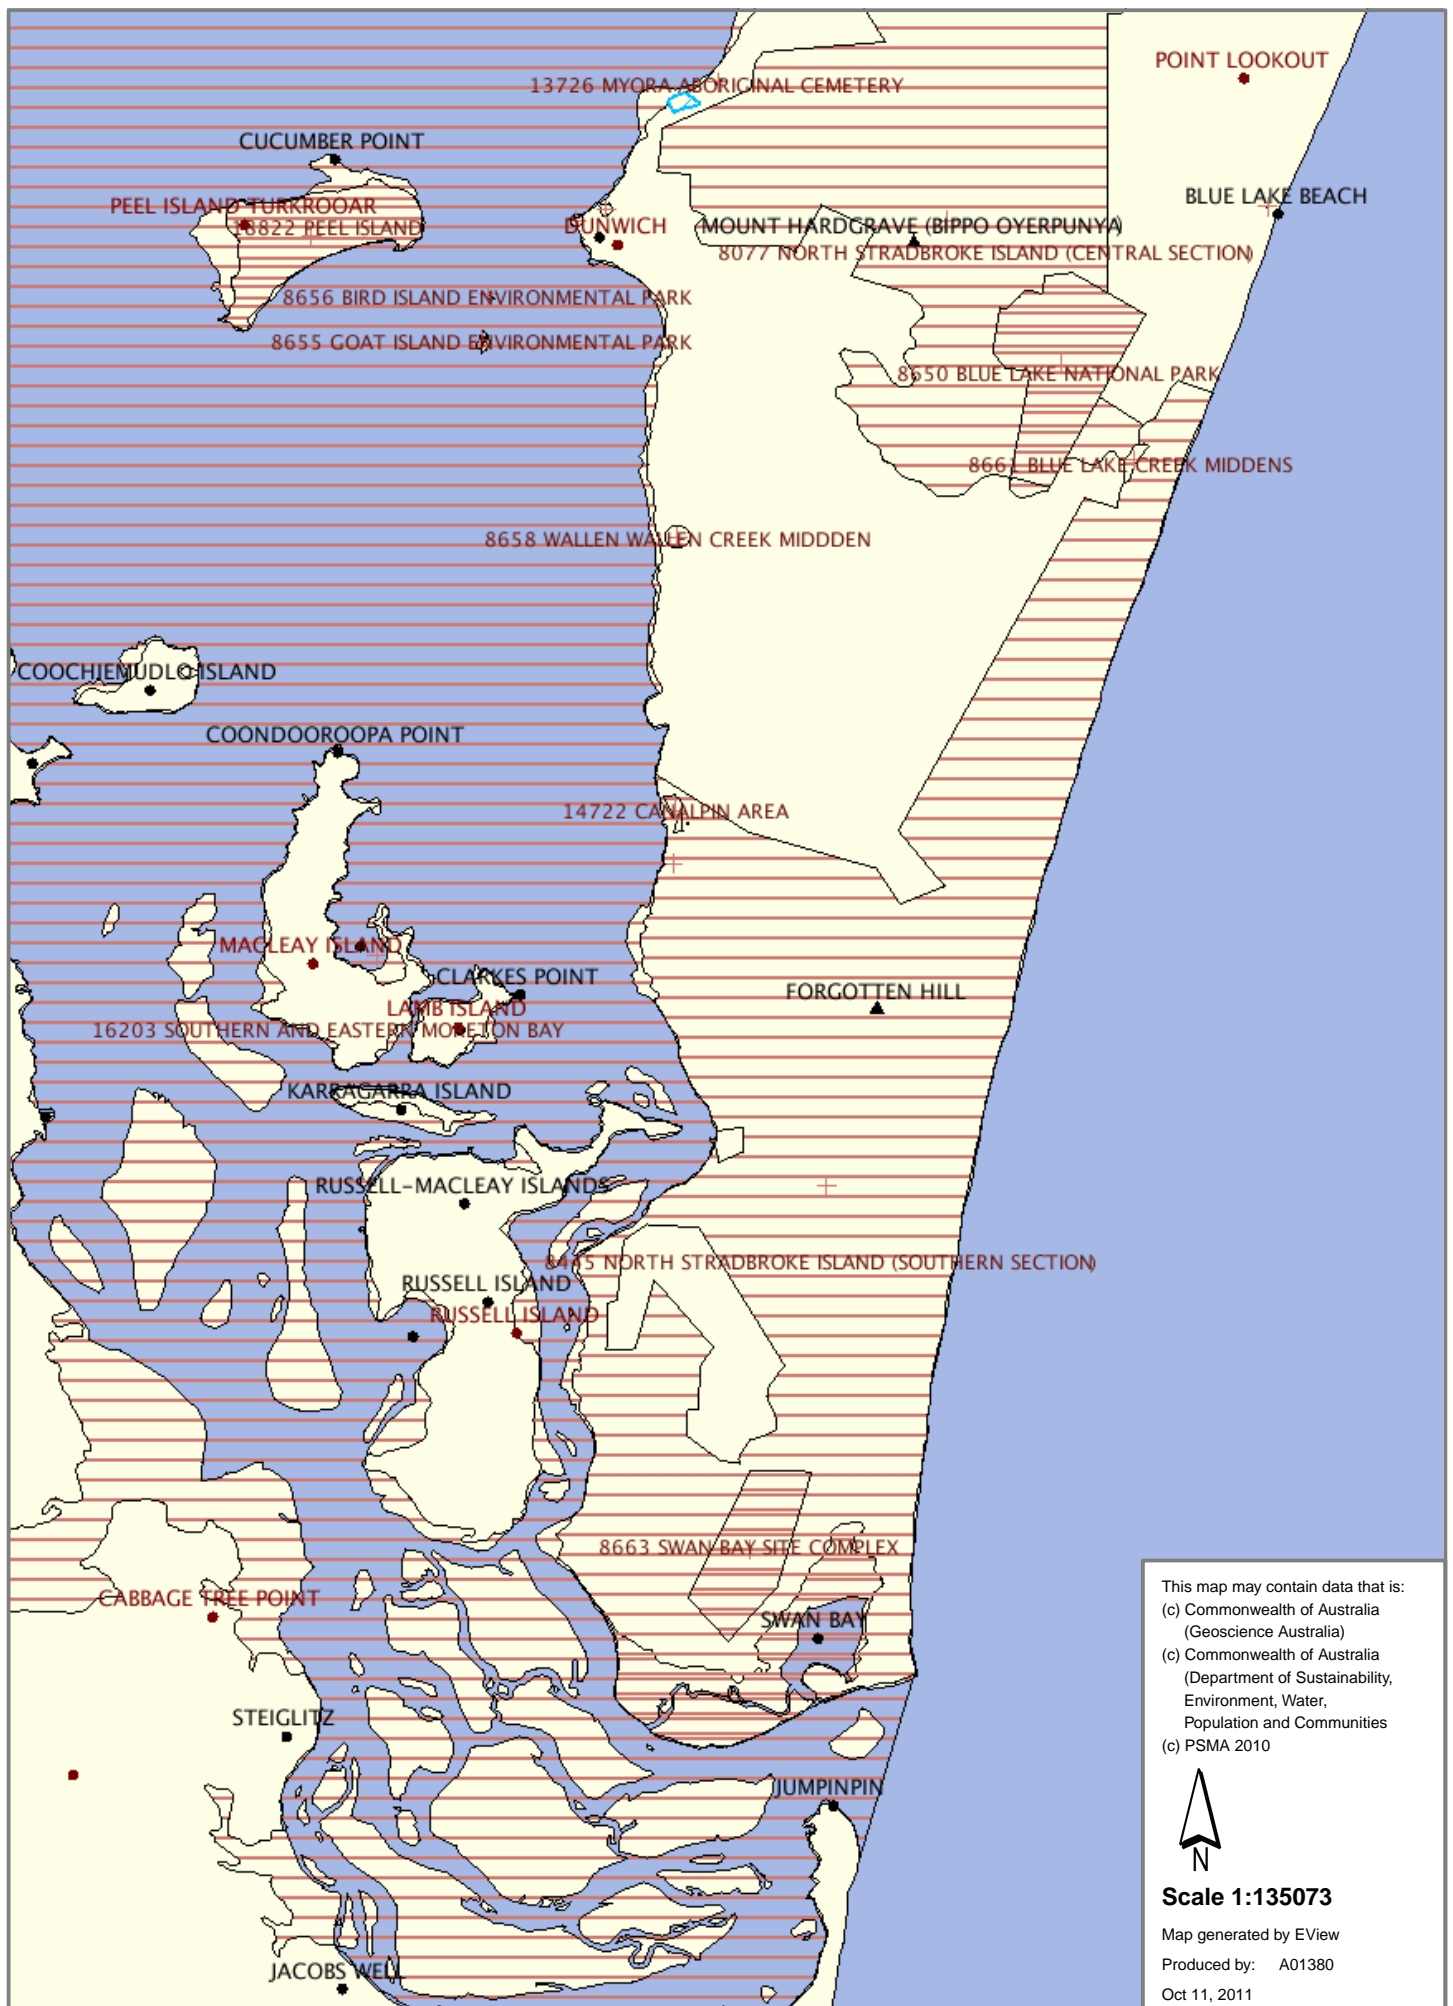 POINT LOOKOUT
13726 MYORA ABORIGINAL CEMETERY
CUCUMBER POINT
BLUE LAKE BEACH
PEEL ISLAND TURKROOAR
18822 PEEL ISLAND
DUNWICH
MOUNT HARDGRAVE (BIPPO OYERPUNYA)
8077 NORTH STRADBROKE ISLAND (CENTRAL SECTION)
8656 BIRD ISLAND ENVIRONMENTAL PARK
8655 GOAT ISLAND ENVIRONMENTAL PARK
8650 BLUE LAKE NATIONAL PARK
8661 BLUE LAKE CREEK MIDDENS
8658 WALLEN WALLEN CREEK MIDDDEN
COOCHIEMUDLO ISLAND
COONDOOROOPA POINT
14722 CANALPIN AREA
MACLEAY ISLAND
CLARKES POINT
FORGOTTEN HILL
LAMB ISLAND
16203 SOUTHERN AND EASTERN MORETON BAY
KARRAGARRA ISLAND
RUSSELL-MACLEAY ISLANDS
8445 NORTH STRADBROKE ISLAND (SOUTHERN SECTION)
RUSSELL ISLAND
RUSSELL ISLAND
8663 SWAN BAY SITE COMPLEX
CABBAGE TREE POINT
SWAN BAY
STEIGLITZ
JUMPINPIN
JACOBS WELL
This map may contain data that is:
(c) Commonwealth of Australia
(Geoscience Australia)
(c) Commonwealth of Australia
(Department of Sustainability,
Environment, Water,
Population and Communities
(c) PSMA 2010
N
Scale 1:135073
Map generated by EView
Produced by: A01380
Oct 11, 2011